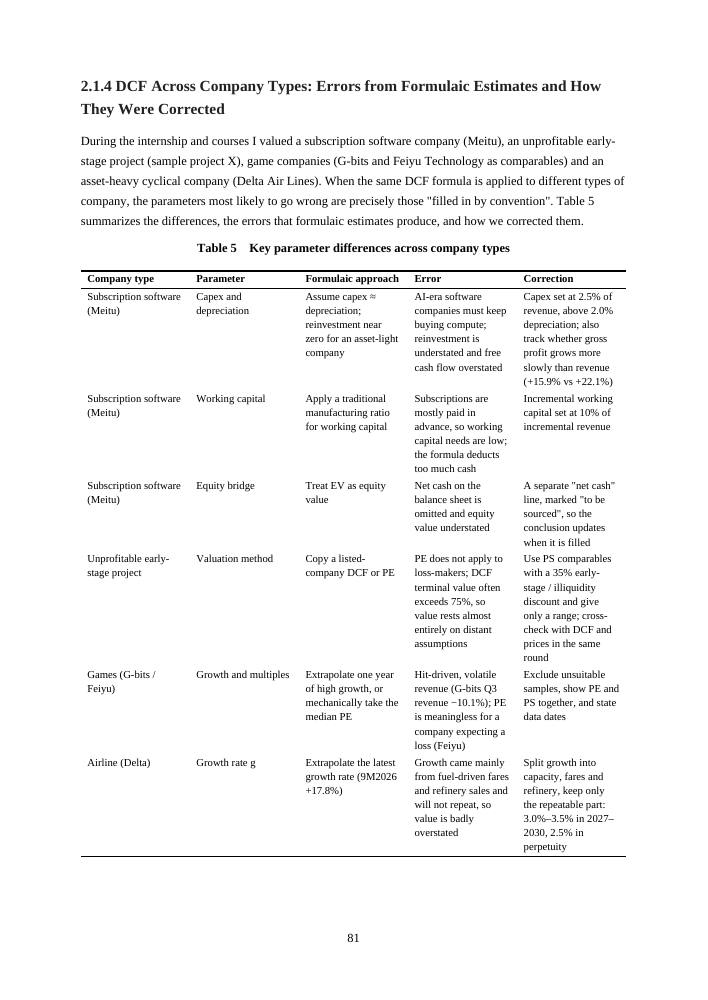 2.1.4 DCF Across Company Types: Errors from Formulaic Estimates and How
They Were Corrected
During the internship and courses I valued a subscription software company (Meitu), an unprofitable early-
stage project (sample project X), game companies (G-bits and Feiyu Technology as comparables) and an
asset-heavy cyclical company (Delta Air Lines). When the same DCF formula is applied to different types of
company, the parameters most likely to go wrong are precisely those "filled in by convention". Table 5
summarizes the differences, the errors that formulaic estimates produce, and how we corrected them.
Table 5 Key parameter differences across company types
Company type Parameter Formulaic approach Error Correction
Subscription software
(Meitu)
Capex and
depreciation
Assume capex ≈
depreciation;
reinvestment near
zero for an asset-light
company
AI-era software
companies must keep
buying compute;
reinvestment is
understated and free
cash flow overstated
Capex set at 2.5% of
revenue, above 2.0%
depreciation; also
track whether gross
profit grows more
slowly than revenue
(+15.9% vs +22.1%)
Subscription software
(Meitu)
Working capital
Apply a traditional
manufacturing ratio
for working capital
Subscriptions are
mostly paid in
advance, so working
capital needs are low;
the formula deducts
too much cash
Incremental working
capital set at 10% of
incremental revenue
Subscription software
(Meitu)
Equity bridge
Treat EV as equity
value
Net cash on the
balance sheet is
omitted and equity
value understated
A separate "net cash"
line, marked "to be
sourced", so the
conclusion updates
when it is filled
Unprofitable early-
stage project
Valuation method
Copy a listed-
company DCF or PE
PE does not apply to
loss-makers; DCF
terminal value often
exceeds 75%, so
value rests almost
entirely on distant
assumptions
Use PS comparables
with a 35% early-
stage / illiquidity
discount and give
only a range; cross-
check with DCF and
prices in the same
round
Games (G-bits /
Feiyu)
Growth and multiples
Extrapolate one year
of high growth, or
mechanically take the
median PE
Hit-driven, volatile
revenue (G-bits Q3
revenue −10.1%); PE
is meaningless for a
company expecting a
loss (Feiyu)
Exclude unsuitable
samples, show PE and
PS together, and state
data dates
Airline (Delta)
Growth rate g
Extrapolate the latest
growth rate (9M2026
+17.8%)
Growth came mainly
from fuel-driven fares
and refinery sales and
will not repeat, so
value is badly
overstated
Split growth into
capacity, fares and
refinery, keep only
the repeatable part:
3.0%–3.5% in 2027–
2030, 2.5% in
perpetuity
81